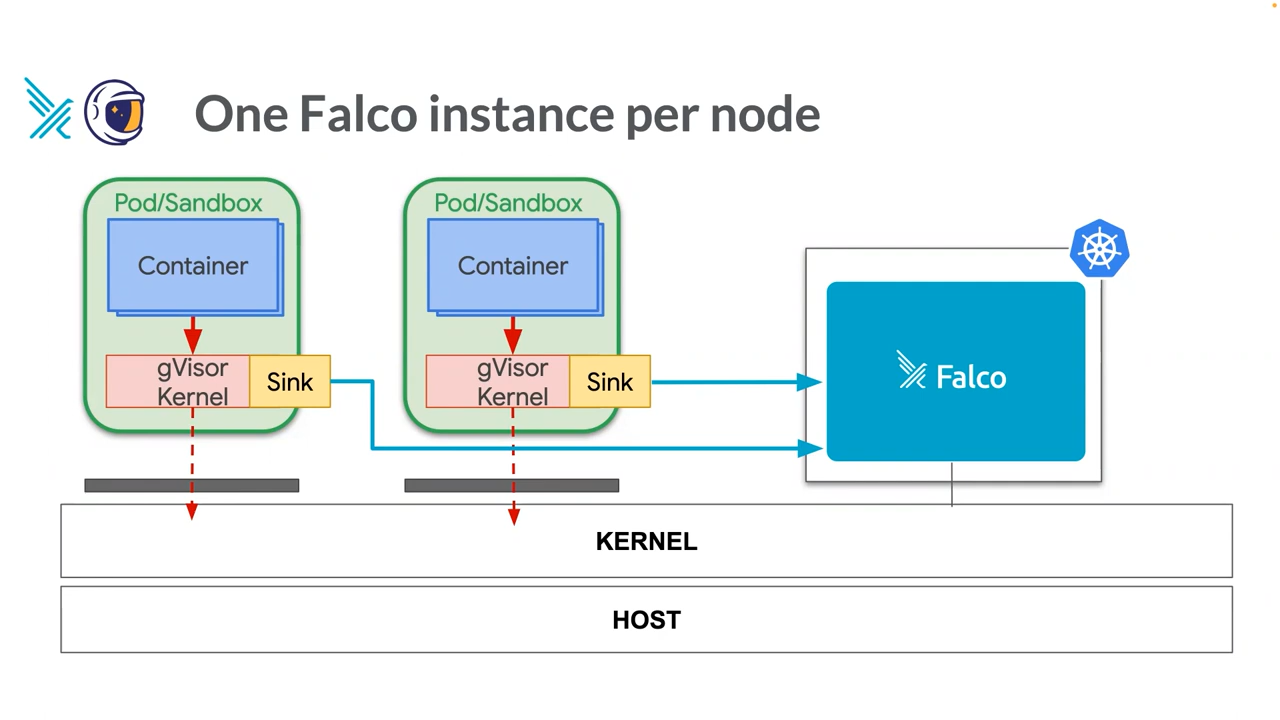 One Falco instance per node
Pod/Sandbox
Container
gVisor
Kernel
Sink
Pod/Sandbox
Container
gVisor
Kernel
Sink
Falco
KERNEL
HOST